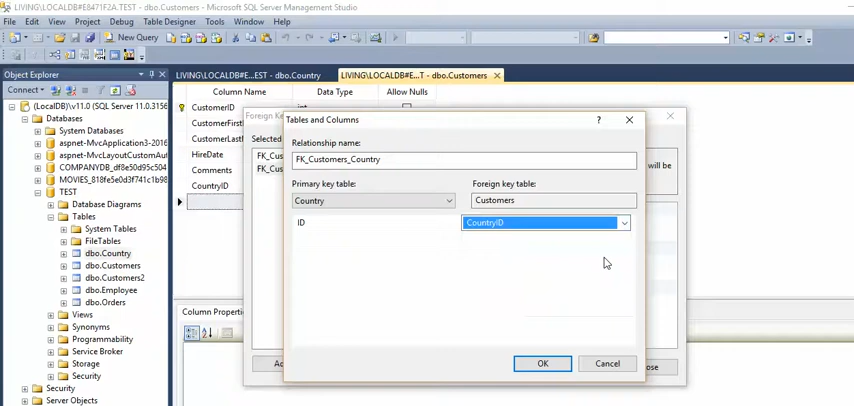 LIVING\LOCALDB#E8471F2A.TEST - dbo.Customers - Microsoft SQL Server Management Studio
File Edit View Project Debug Table Designer Tools Window Help
New Query
Object Explorer
LIVING\LOCALDB#E...EST - dbo.Country
LIVING\LOCALDB#E...T - dbo.Customers
Connect
(LocalDB)\v11.0 (SQL Server 11.0.3156
Databases
System Databases
aspnet-MvcApplication3-2016
aspnet-MvcLayoutCustomAut
COMPANYDB_df8e50d95c504
MOVIES_818fe5e0d3f741c1b98
TEST
Database Diagrams
Tables
System Tables
FileTables
dbo.Country
dbo.Customers
dbo.Customers2
dbo.Employee
dbo.Orders
Views
Synonyms
Programmability
Service Broker
Storage
Security
Security
Server Objects
Column Name Data Type Allow Nulls
CustomerID int
CustomerFirst
CustomerLast
HireDate
Comments
CountryID
Column Properti
Foreign Ke
Selected
FK_Cus
FK_Cus
will be
Ad
ose
Tables and Columns
?
Relationship name:
FK_Customers_Country
Primary key table: Foreign key table:
Country Customers
ID CountryID
OK Cancel